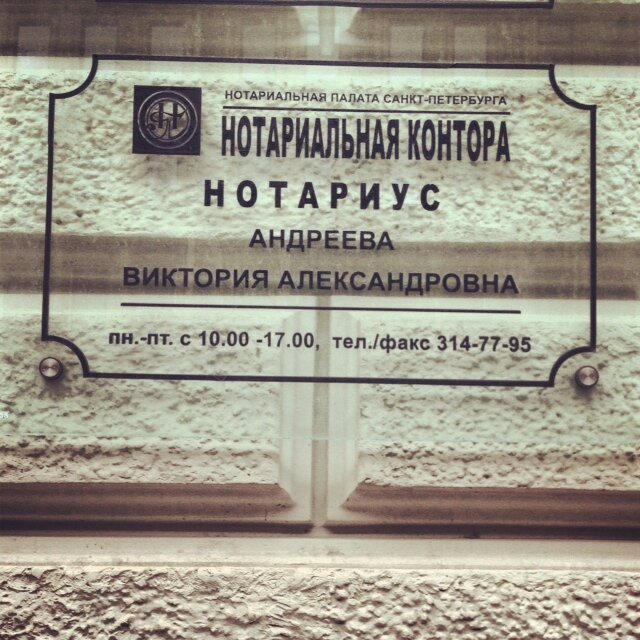 НОТАРИАЛЬНАЯ ПАЛАТА САНКТ-ПЕТЕРБУРГА
НОТАРИАЛЬНАЯ КОНТОРА
НОТАРИУС
АНДРЕЕВА
ВИКТОРИЯ АЛЕКСАНДРОВНА
пн.-пт. с 10.00 -17.00, тел./факс 314-77-95